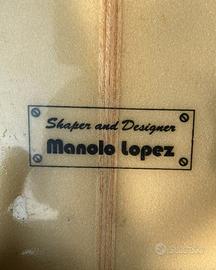 Shaper and Designer
Manolo Lopez
subito